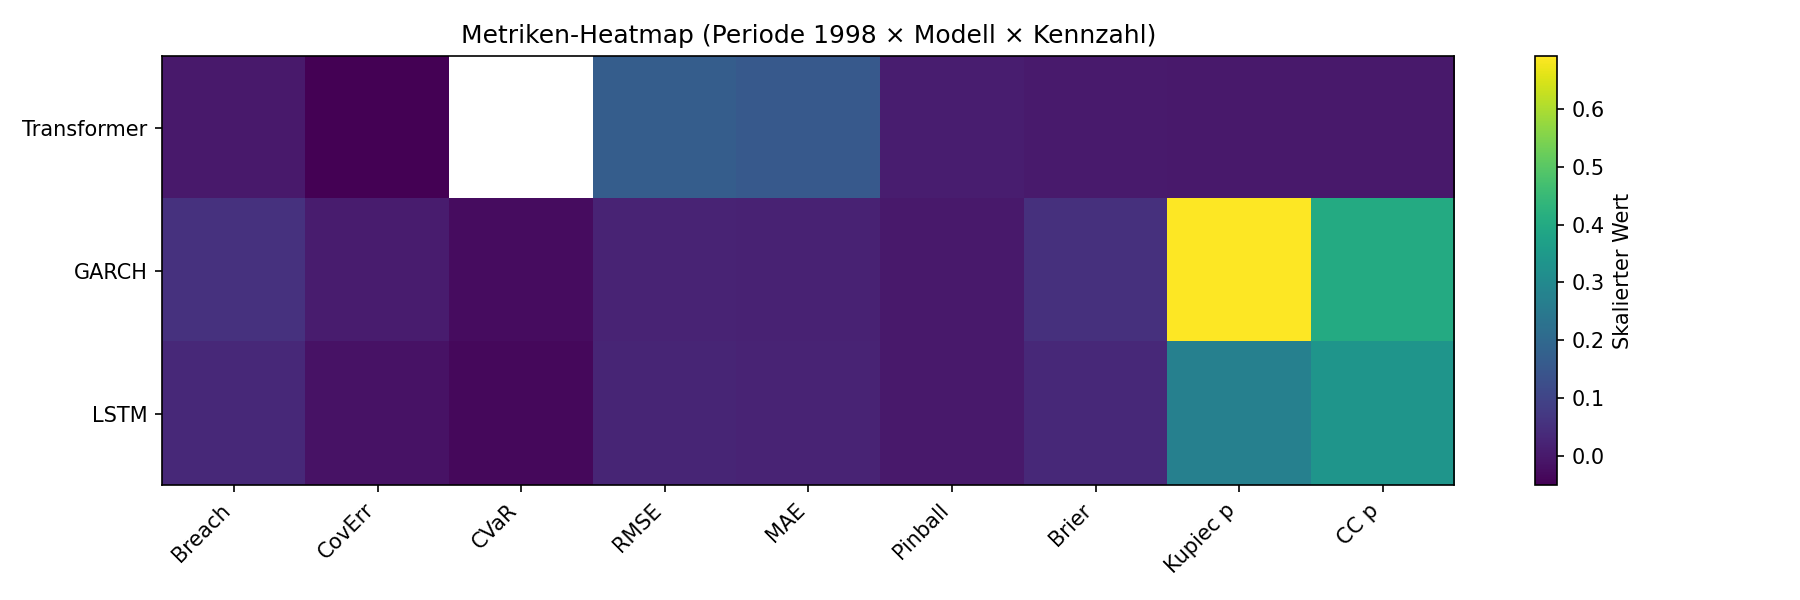 Metriken-Heatmap (Periode 1998 × Modell × Kennzahl)
Transformer
GARCH
LSTM
Breach
CovErr
CVaR
RMSE
MAE
Pinball
Brier
Kupiec p
CC p
0.6
0.5
0.4
0.3
0.2
0.1
0.0
Skalierter Wert